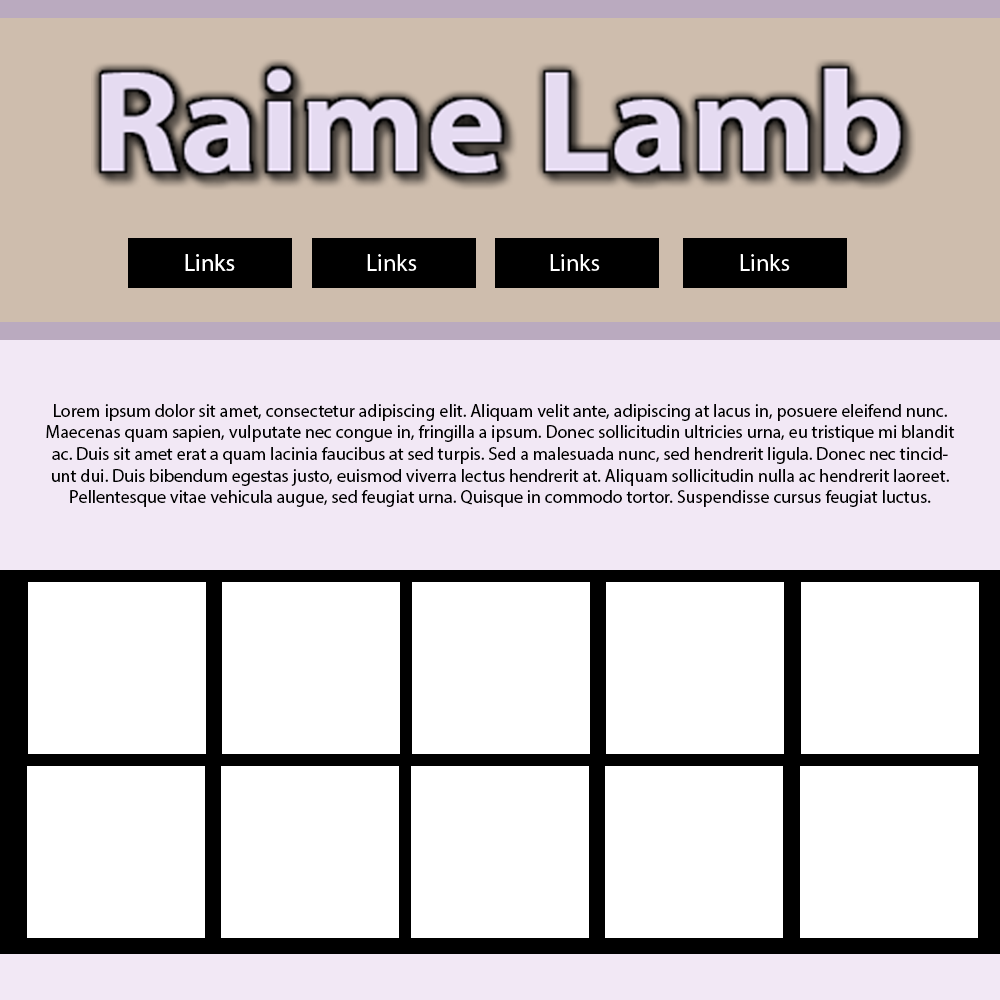 Raime Lamb
Links Links Links Links
Lorem ipsum dolor sit amet, consectetur adipiscing elit. Aliquam velit ante, adipiscing at lacus in, posuere eleifend nunc.
Maecenas quam sapien, vulputate nec congue in, fringilla a ipsum. Donec sollicitudin ultricies urna, eu tristique mi blandit
ac. Duis sit amet erat a quam lacinia faucibus at sed turpis. Sed a malesuada nunc, sed hendrerit ligula. Donec nec tincid-
unt dui. Duis bibendum egestas justo, euismod viverra lectus hendrerit at. Aliquam sollicitudin nulla ac hendrerit laoreet.
Pellentesque vitae vehicula augue, sed feugiat urna. Quisque in commodo tortor. Suspendisse cursus feugiat luctus.